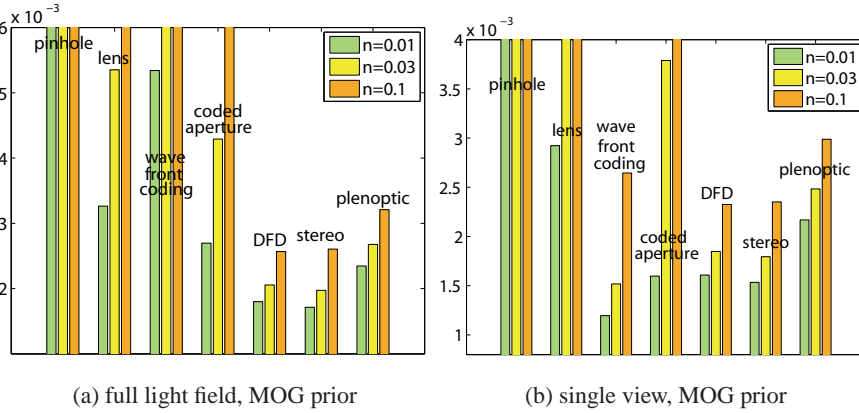 x 10⁻³
6
5
4
3
2
pinhole
lens
wave
front
coding
coded
aperture
DFD
stereo
plenoptic
n=0.01
n=0.03
n=0.1
(a) full light field, MOG prior
x 10⁻³
4
3.5
3
2.5
2
1.5
1
pinhole
lens
wave
front
coding
coded
aperture
DFD
stereo
plenoptic
n=0.01
n=0.03
n=0.1
(b) single view, MOG prior